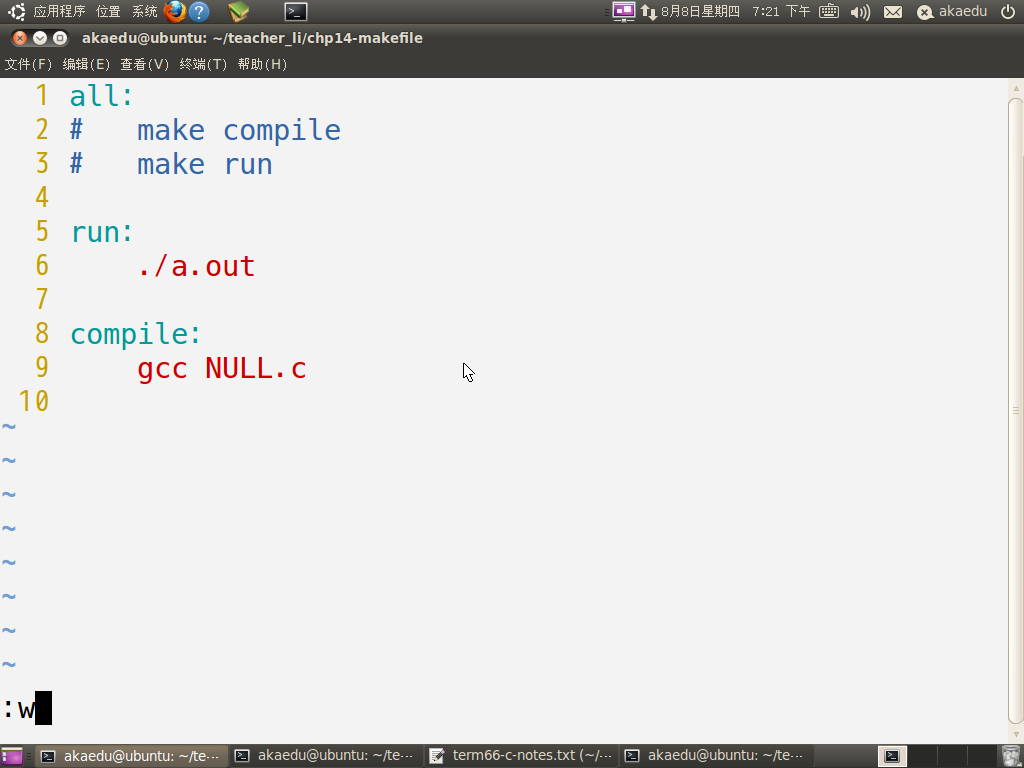 应用程序 位置 系统 8月8日星期四 7:21 下午 akaedu
akaedu@ubuntu: ~/teacher_li/chp14-makefile
文件(F) 编辑(E) 查看(V) 终端(T) 帮助(H)
1 all:
2 #   make compile
3 #   make run
4
5 run:
6     ./a.out
7
8 compile:
9     gcc NULL.c
10
~
~
~
~
~
~
~
~
:w
akaedu@ubuntu: ~/te··· akaedu@ubuntu: ~/te··· term66-c-notes.txt (~/··· akaedu@ubuntu: ~/te···